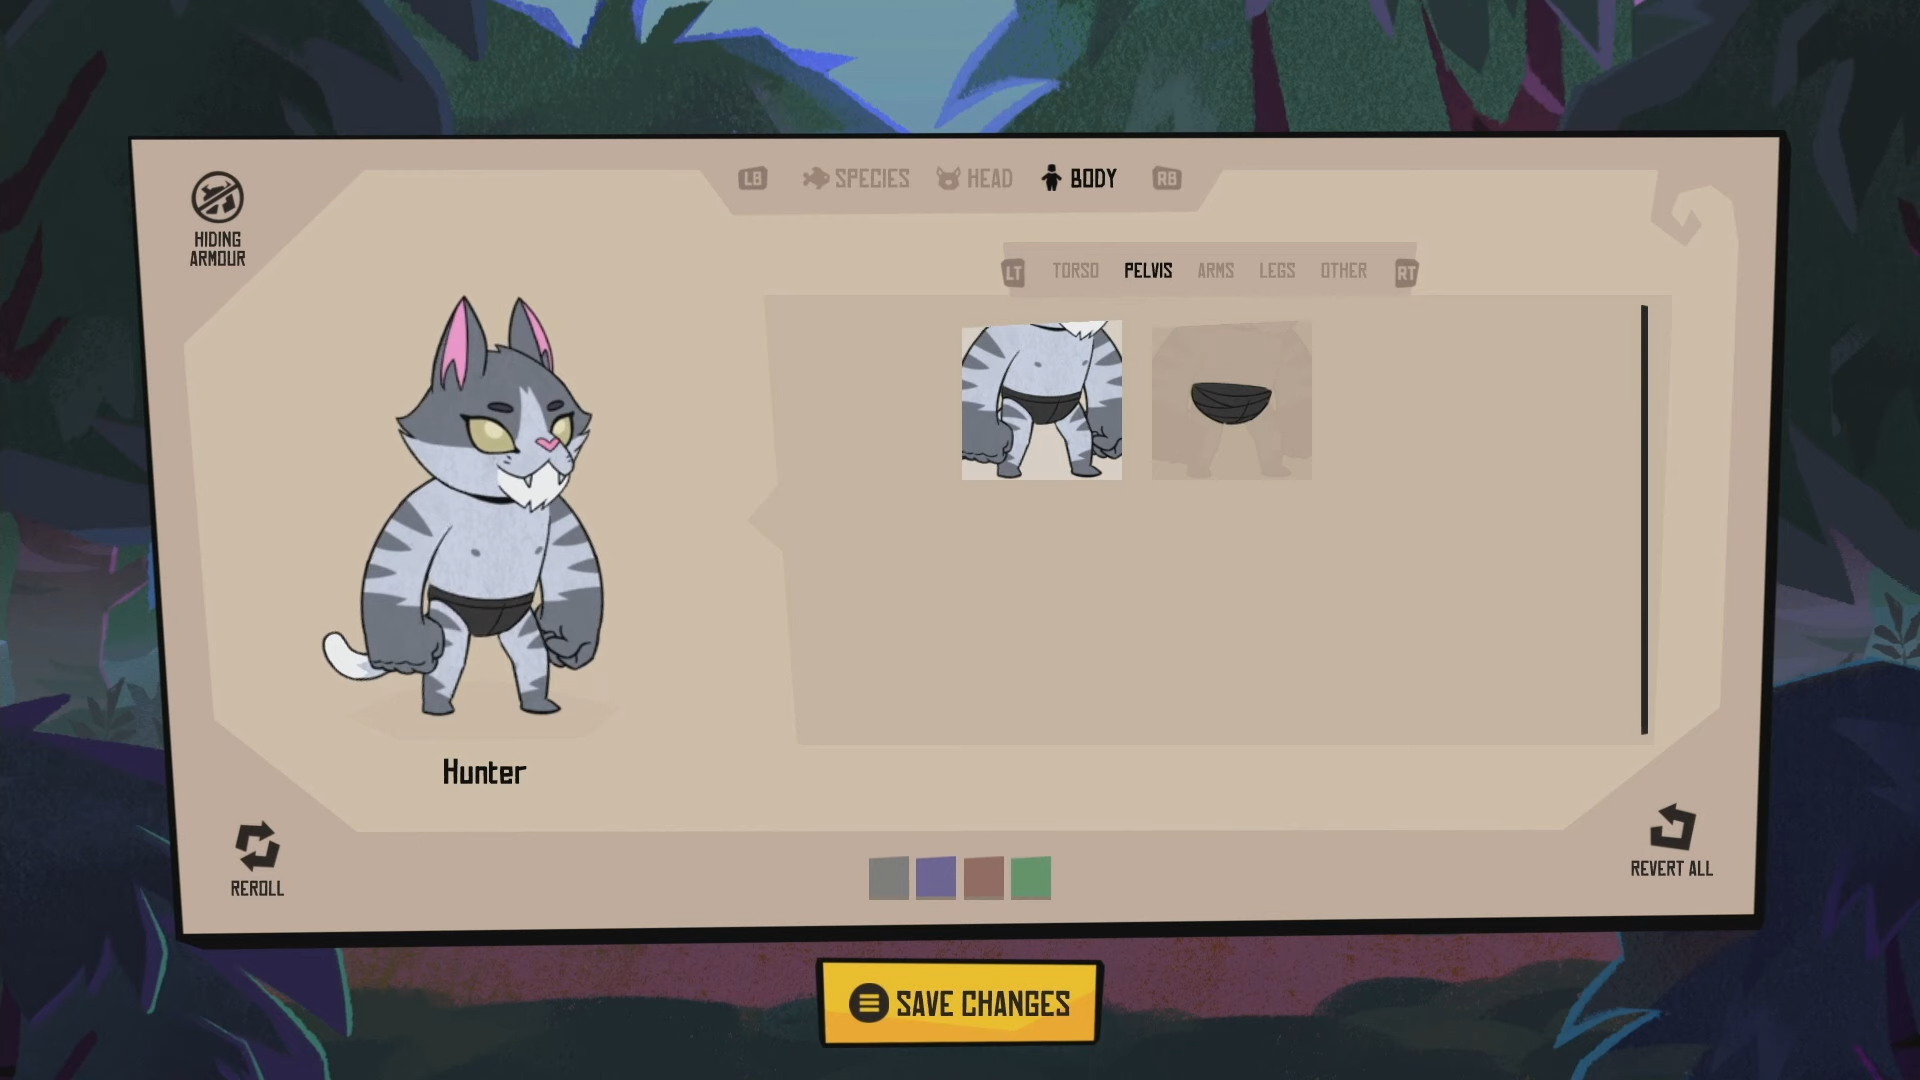 LB SPECIES HEAD BODY RB
HIDING
ARMOUR
LT TORSO PELVIS ARMS LEGS OTHER RT
Hunter
REROLL
REVERT ALL
SAVE CHANGES